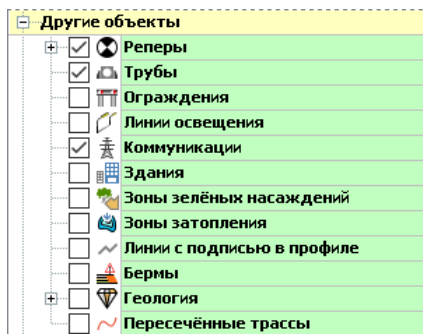 Другие объекты
Реперы
Трубы
Ограждения
Линии освещения
Коммуникации
Здания
Зоны зелёных насаждений
Зоны затопления
Линии с подписью в профиле
Бермы
Геология
Пересечённые трассы